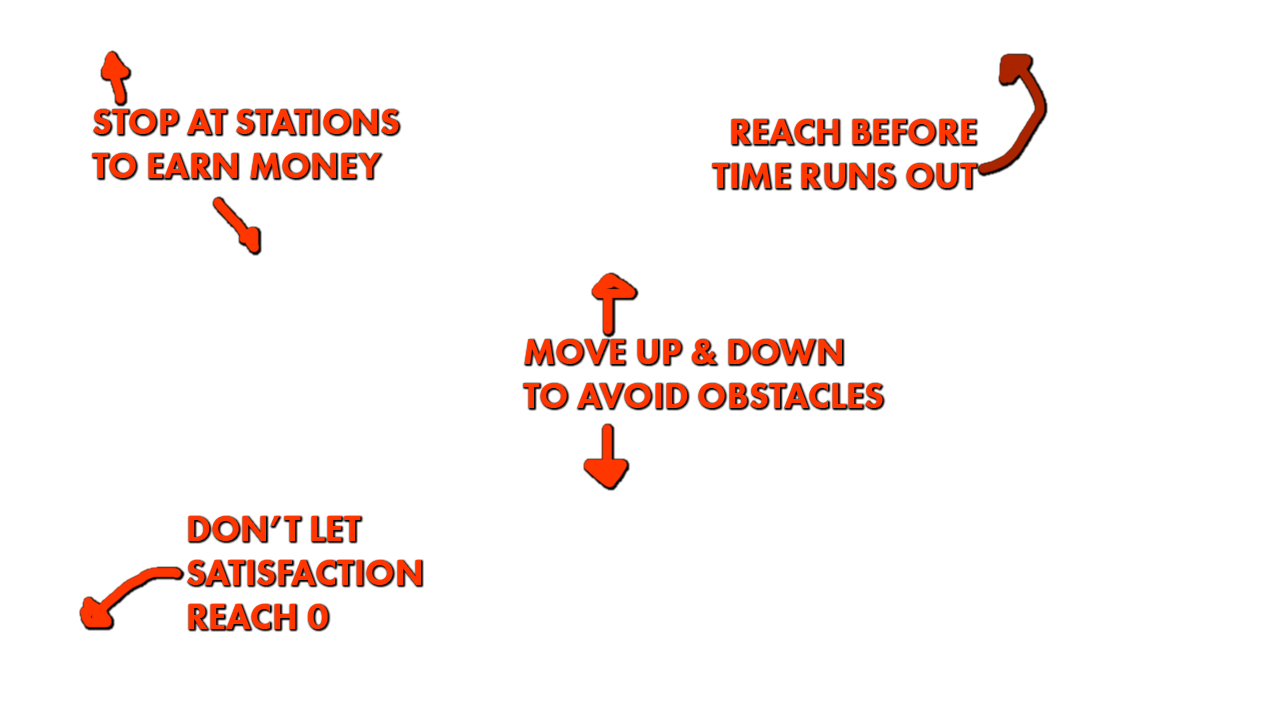 STOP AT STATIONS
TO EARN MONEY
REACH BEFORE
TIME RUNS OUT
MOVE UP & DOWN
TO AVOID OBSTACLES
DON'T LET
SATISFACTION
REACH 0